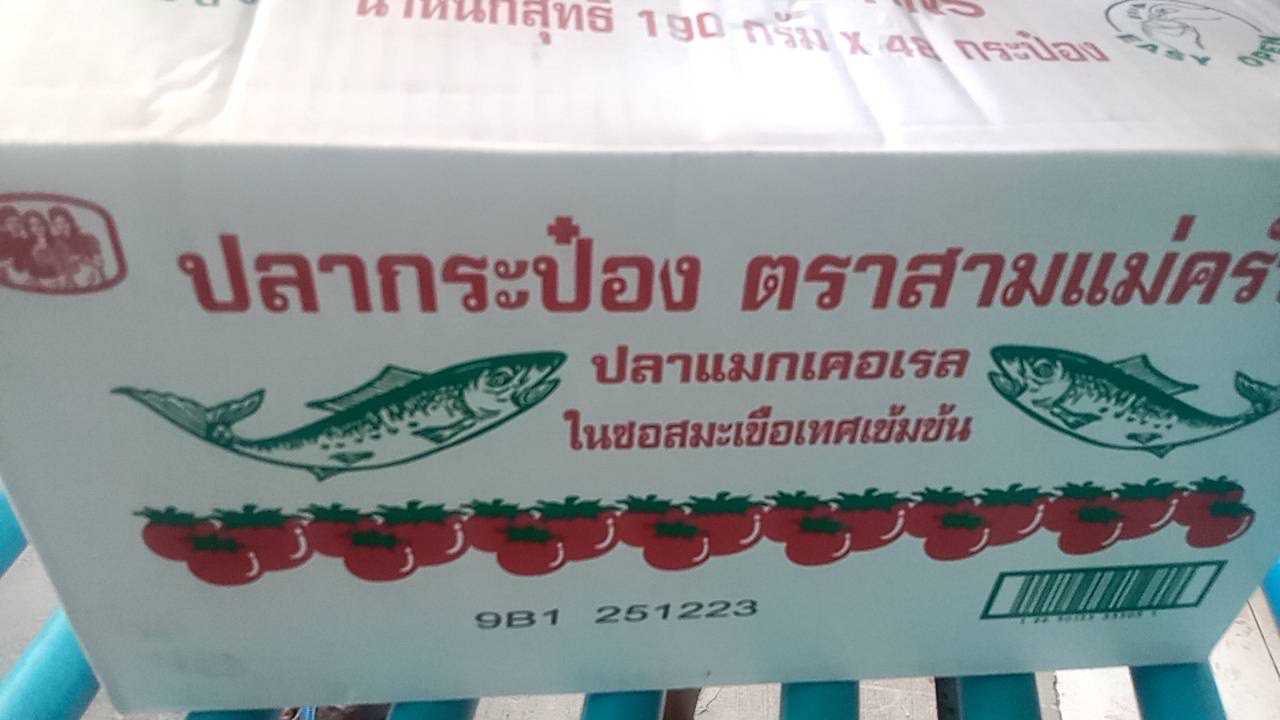 น้ำหนักสุทธิ 190 กรัม x 48 กระป๋อง
EASY OPEN
ปลากระป๋อง ตราสามแม่ครัว
ปลาแมกเคอเรล
ในซอสมะเขือเทศเข้มข้น
9B1 251223